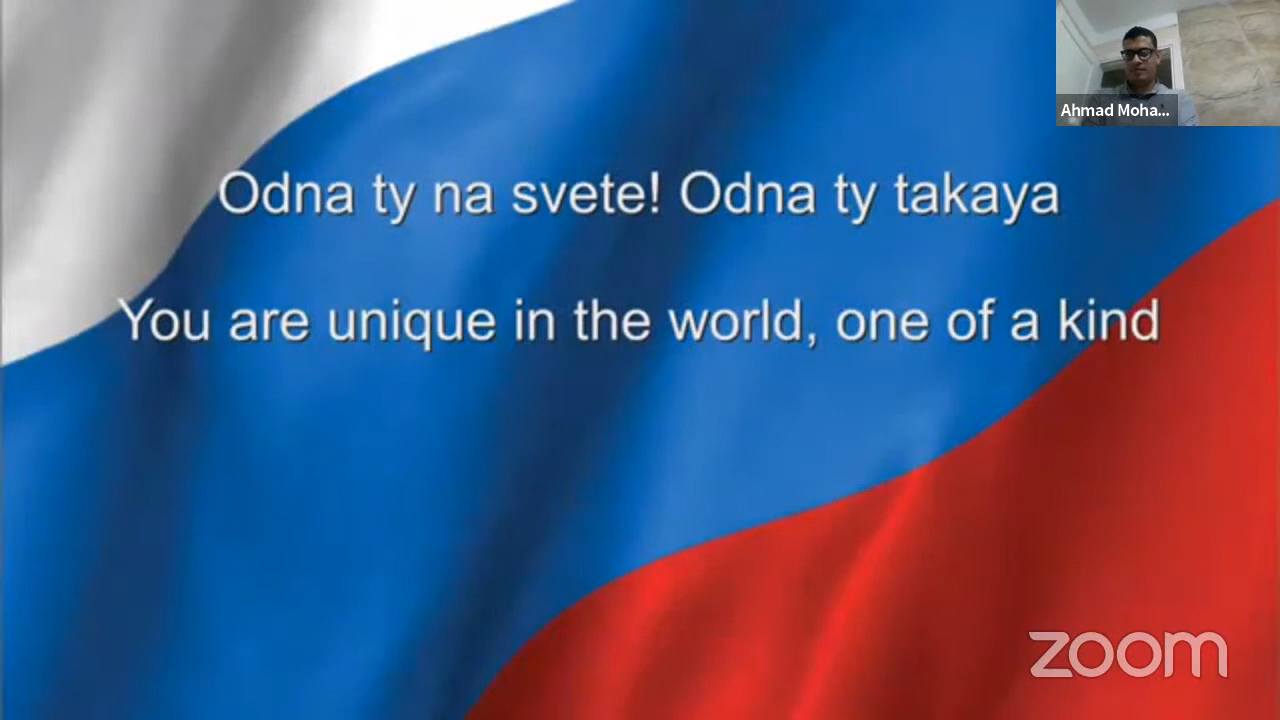 Ahmad Moha...
Odna ty na svete! Odna ty takaya
You are unique in the world, one of a kind
zoom